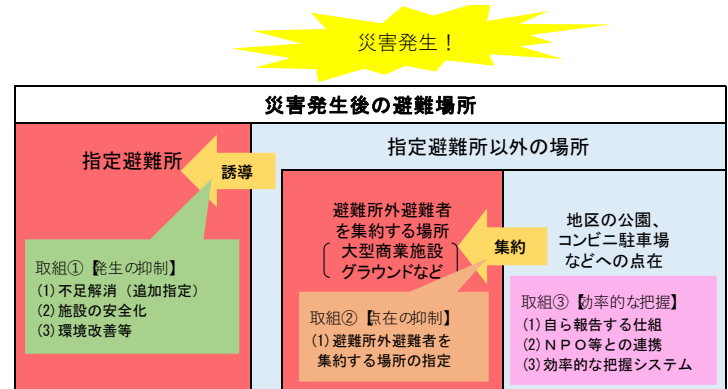 災害発生！
災害発生後の避難場所
指定避難所
誘導
指定避難所以外の場所
避難所外避難者
を集約する場所
大型商業施設
グラウンドなど
集約
地区の公園、
コンビニ駐車場
などへの点在
取組①【発生の抑制】
(1)不足解消（追加指定）
(2)施設の安全化
(3)環境改善等
取組②【点在の抑制】
(1)避難所外避難者を
集約する場所の指定
取組③【効率的な把握】
(1)自ら報告する仕組
(2)ＮＰＯ等との連携
(3)効率的な把握システム